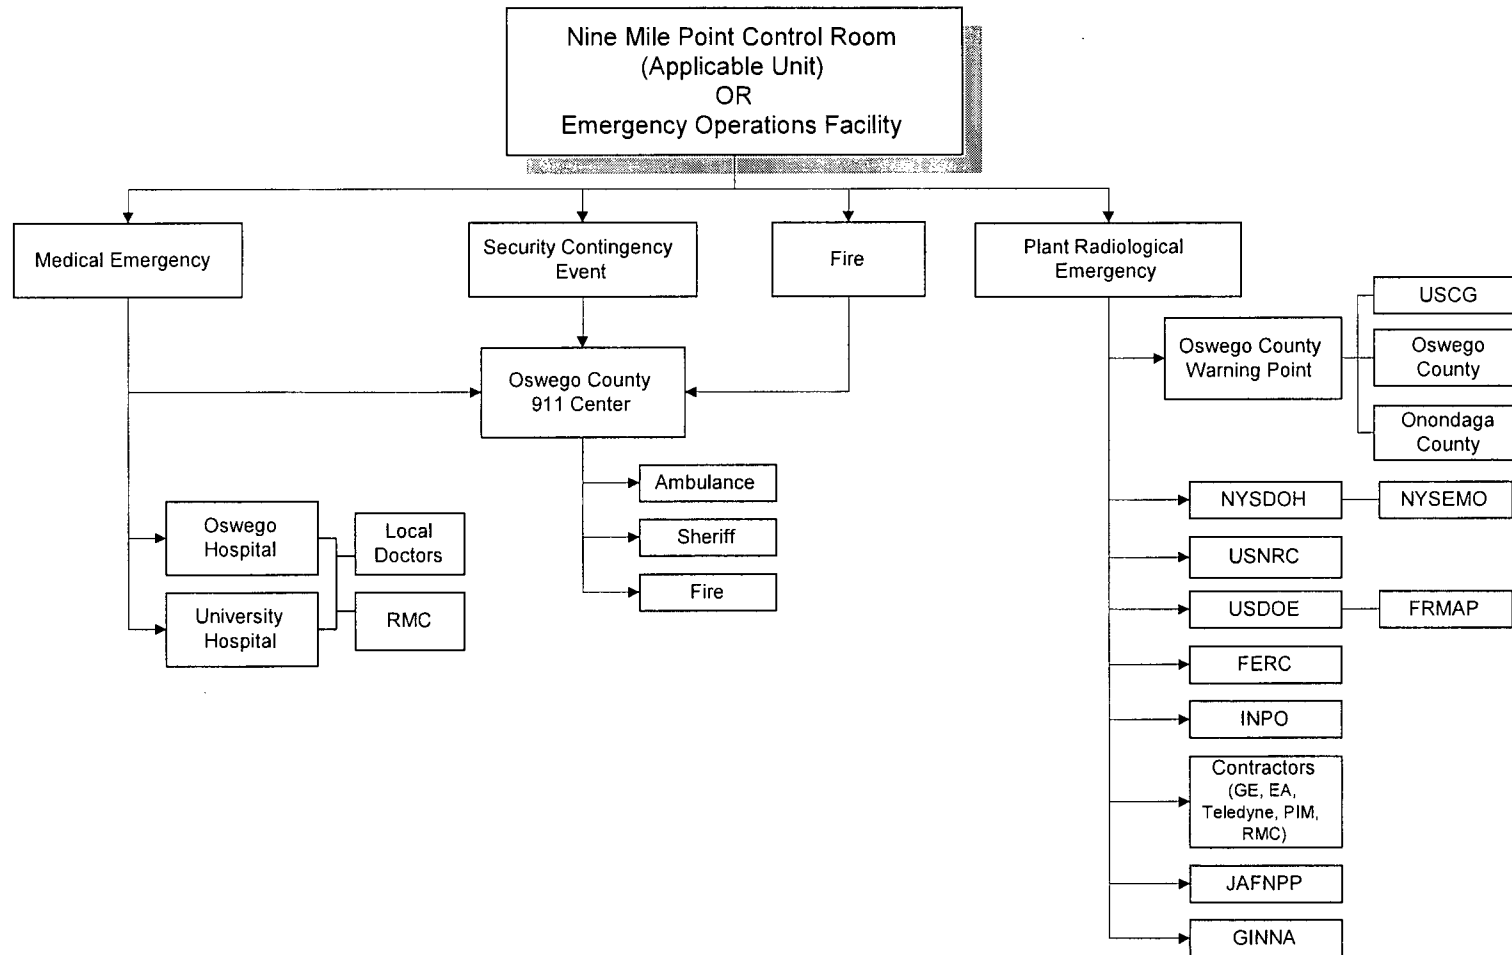 Nine Mile Point Control Room
(Applicable Unit)
OR
Emergency Operations Facility
Medical Emergency
Security Contingency
Event
Fire
Plant Radiological
Emergency
Oswego County
911 Center
Ambulance
Sheriff
Fire
Oswego
Hospital
University
Hospital
Local
Doctors
RMC
Oswego County
Warning Point
USCG
Oswego
County
Onondaga
County
NYSDOH
NYSEMO
USNRC
USDOE
FRMAP
FERC
INPO
Contractors
(GE, EA,
Teledyne, PIM,
RMC)
JAFNPP
GINNA